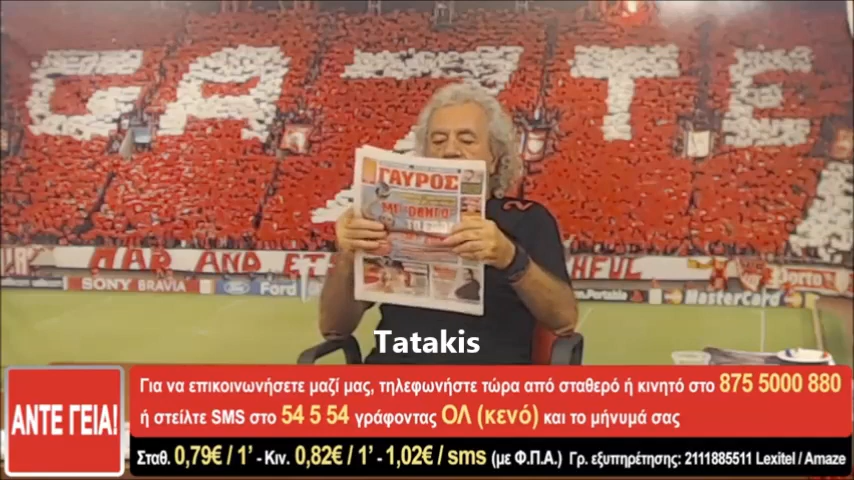 GATE
ΓΑΥΡΟΣ
SONY BRAVIA
Ford
MasterCard
Porto
Tatakis
ΑΝΤΕ ΓΕΙΑ!
Για να επικοινωνήσετε μαζί μας, τηλεφωνήστε τώρα από σταθερό ή κινητό στο 875 5000 880
ή στείλτε SMS στο 54 5 54 γράφοντας ΟΛ (κενό) και το μήνυμά σας
Σταθ. 0,79€ / 1’ - Κιν. 0,82€ / 1’ - 1,02€ / sms (με Φ.Π.Α.) Γρ. εξυπηρέτησης: 2111885511 Lexitel / Amaze